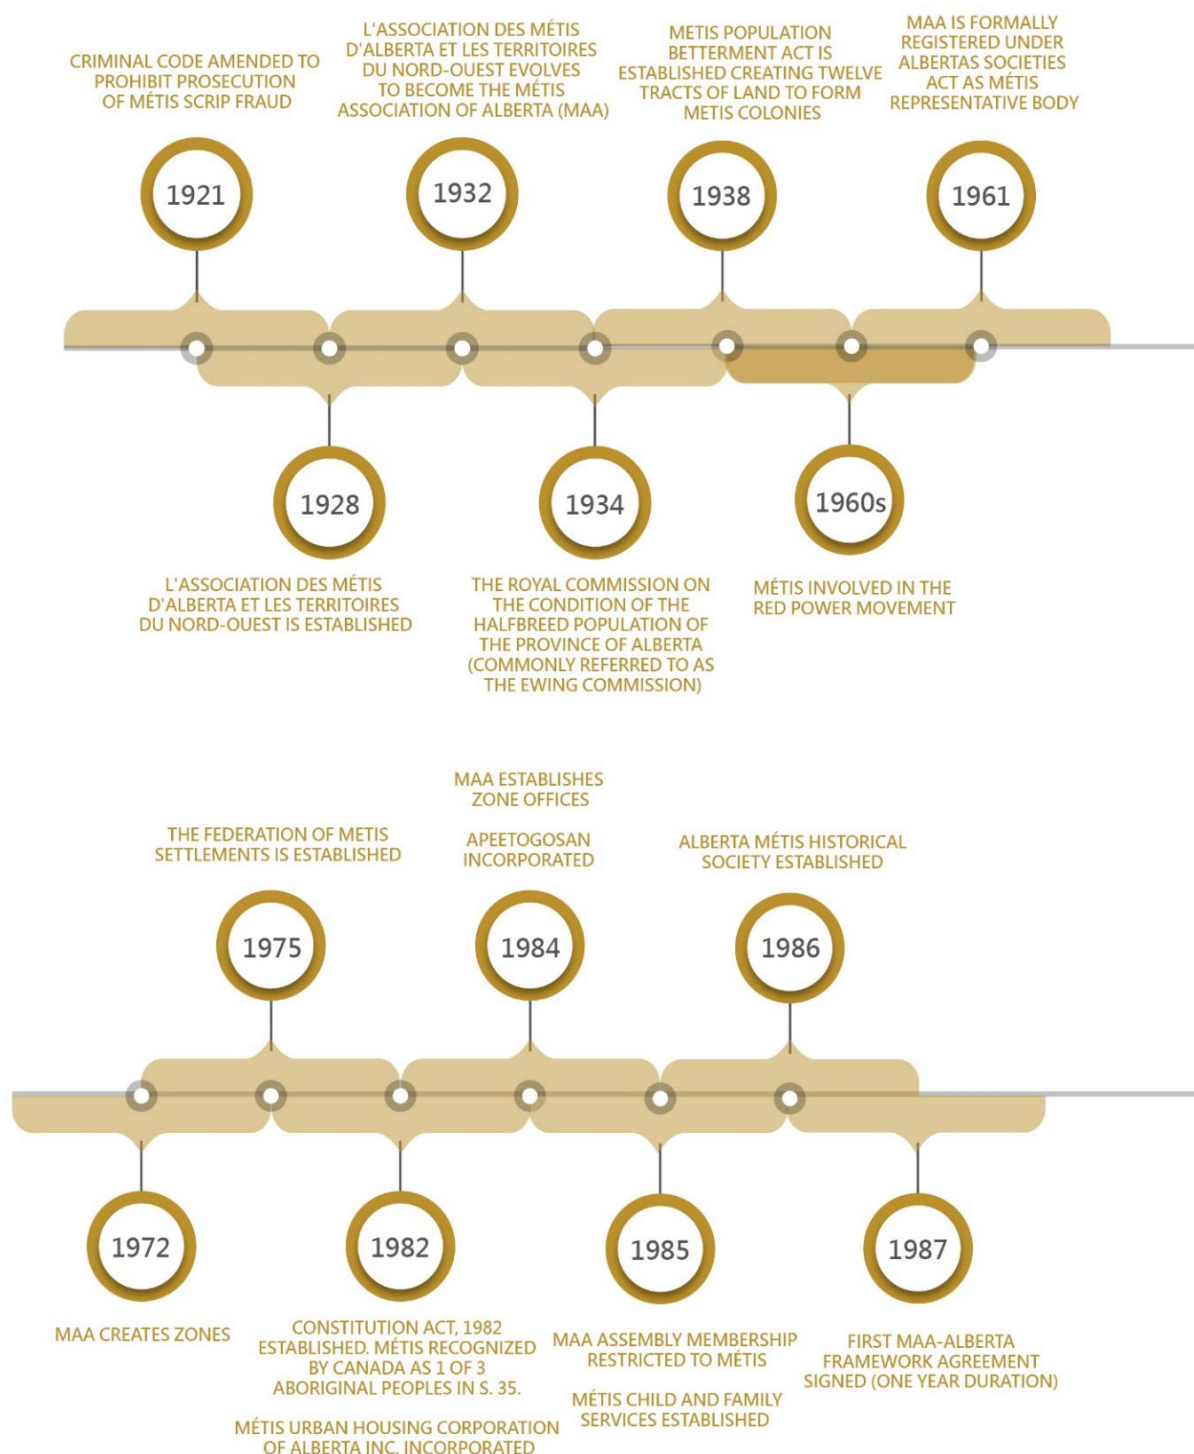 CRIMINAL CODE AMENDED TO
PROHIBIT PROSECUTION
OF MÉTIS SCRIP FRAUD
1921
L'ASSOCIATION DES MÉTIS
D'ALBERTA ET LES TERRITOIRES
DU NORD-OUEST IS ESTABLISHED
1928
L'ASSOCIATION DES MÉTIS
D'ALBERTA ET LES TERRITOIRES
DU NORD-OUEST EVOLVES
TO BECOME THE MÉTIS
ASSOCIATION OF ALBERTA (MAA)
1932
THE ROYAL COMMISSION ON
THE CONDITION OF THE
HALFBREED POPULATION OF
THE PROVINCE OF ALBERTA
(COMMONLY REFERRED TO AS
THE EWING COMMISSION)
1934
METIS POPULATION
BETTERMENT ACT IS
ESTABLISHED CREATING TWELVE
TRACTS OF LAND TO FORM
METIS COLONIES
1938
1960s
MÉTIS INVOLVED IN THE
RED POWER MOVEMENT
MAA IS FORMALLY
REGISTERED UNDER
ALBERTAS SOCIETIES
ACT AS MÉTIS
REPRESENTATIVE BODY
1961
1972
MAA CREATES ZONES
THE FEDERATION OF METIS
SETTLEMENTS IS ESTABLISHED
1975
1982
CONSTITUTION ACT, 1982
ESTABLISHED. MÉTIS RECOGNIZED
BY CANADA AS 1 OF 3
ABORIGINAL PEOPLES IN S. 35.
MÉTIS URBAN HOUSING CORPORATION
OF ALBERTA INC. INCORPORATED
MAA ESTABLISHES
ZONE OFFICES
APEETOGOSAN
INCORPORATED
1984
1985
MAA ASSEMBLY MEMBERSHIP
RESTRICTED TO MÉTIS
MÉTIS CHILD AND FAMILY
SERVICES ESTABLISHED
ALBERTA MÉTIS HISTORICAL
SOCIETY ESTABLISHED
1986
1987
FIRST MAA-ALBERTA
FRAMEWORK AGREEMENT
SIGNED (ONE YEAR DURATION)